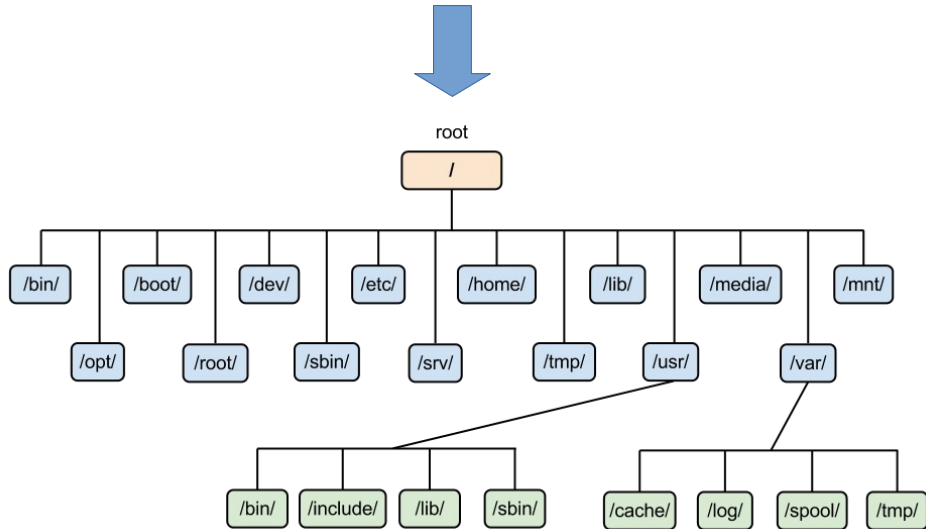 root
/
/bin/ /boot/ /dev/ /etc/ /home/ /lib/ /media/ /mnt/
/opt/ /root/ /sbin/ /srv/ /tmp/ /usr/ /var/
/bin/ /include/ /lib/ /sbin/ /cache/ /log/ /spool/ /tmp/